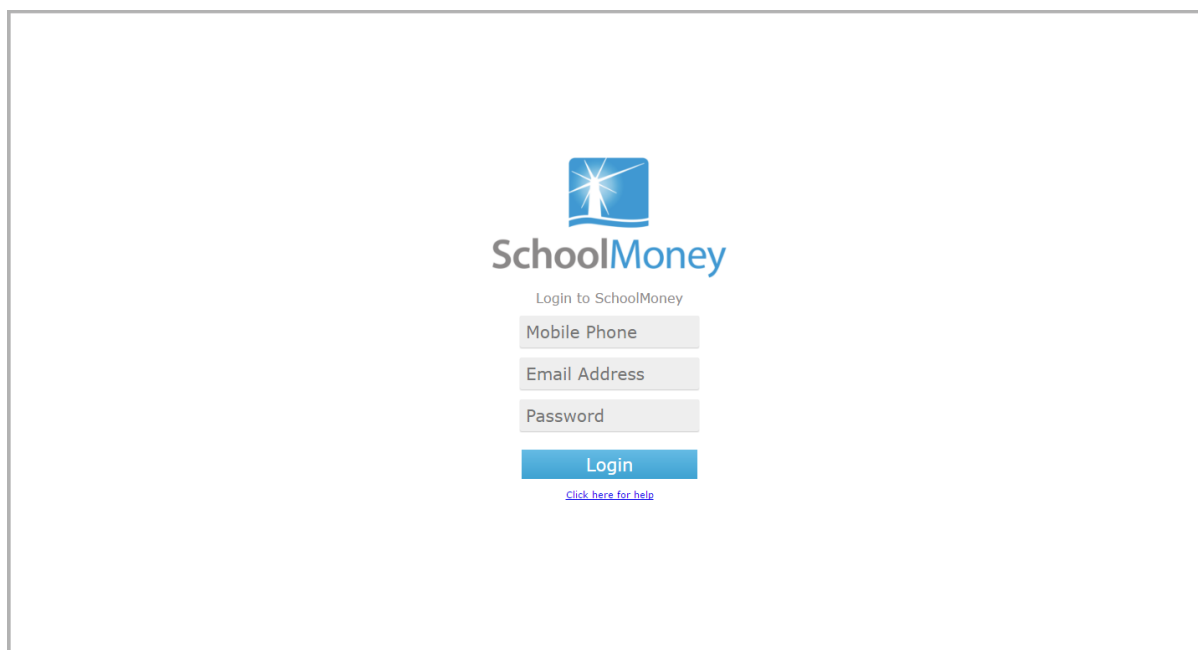 SchoolMoney
Login to SchoolMoney
Mobile Phone
Email Address
Password
Login
Click here for help